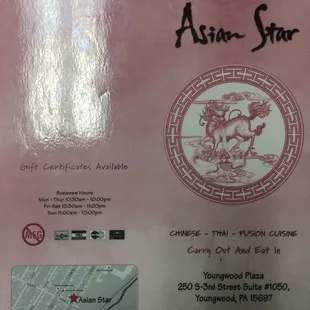 Asian Star
Gift Certificates Available
Business Hours
Mon - Thur 10:30am - 10:00pm
Fri-Sat 10:30am - 11:00pm
Sun 11:00am - 10:00pm
MSG
Asian Star
CHINESE - THAI - FUSION CUISINE
Carry Out And Eat In
Youngwood Plaza
250 S-3rd Street Suite #1050,
Youngwood, PA 15697